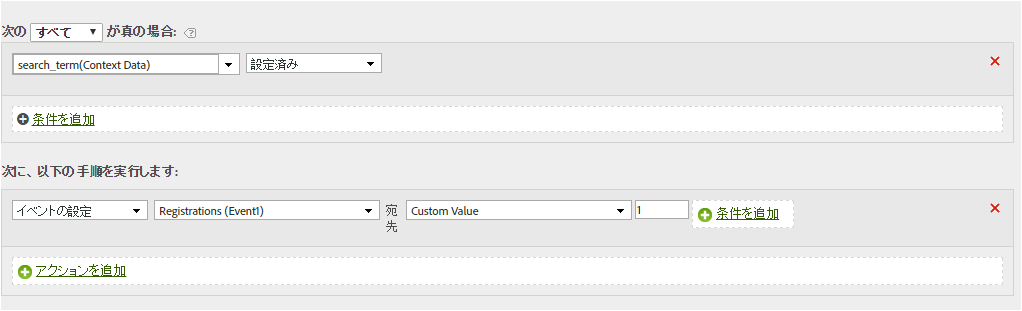 次の すべて が真の場合:
search_term(Context Data) 設定済み
条件を追加
次に、以下の手順を実行します:
イベントの設定 Registrations (Event1) 宛先 Custom Value 1 条件を追加
アクションを追加